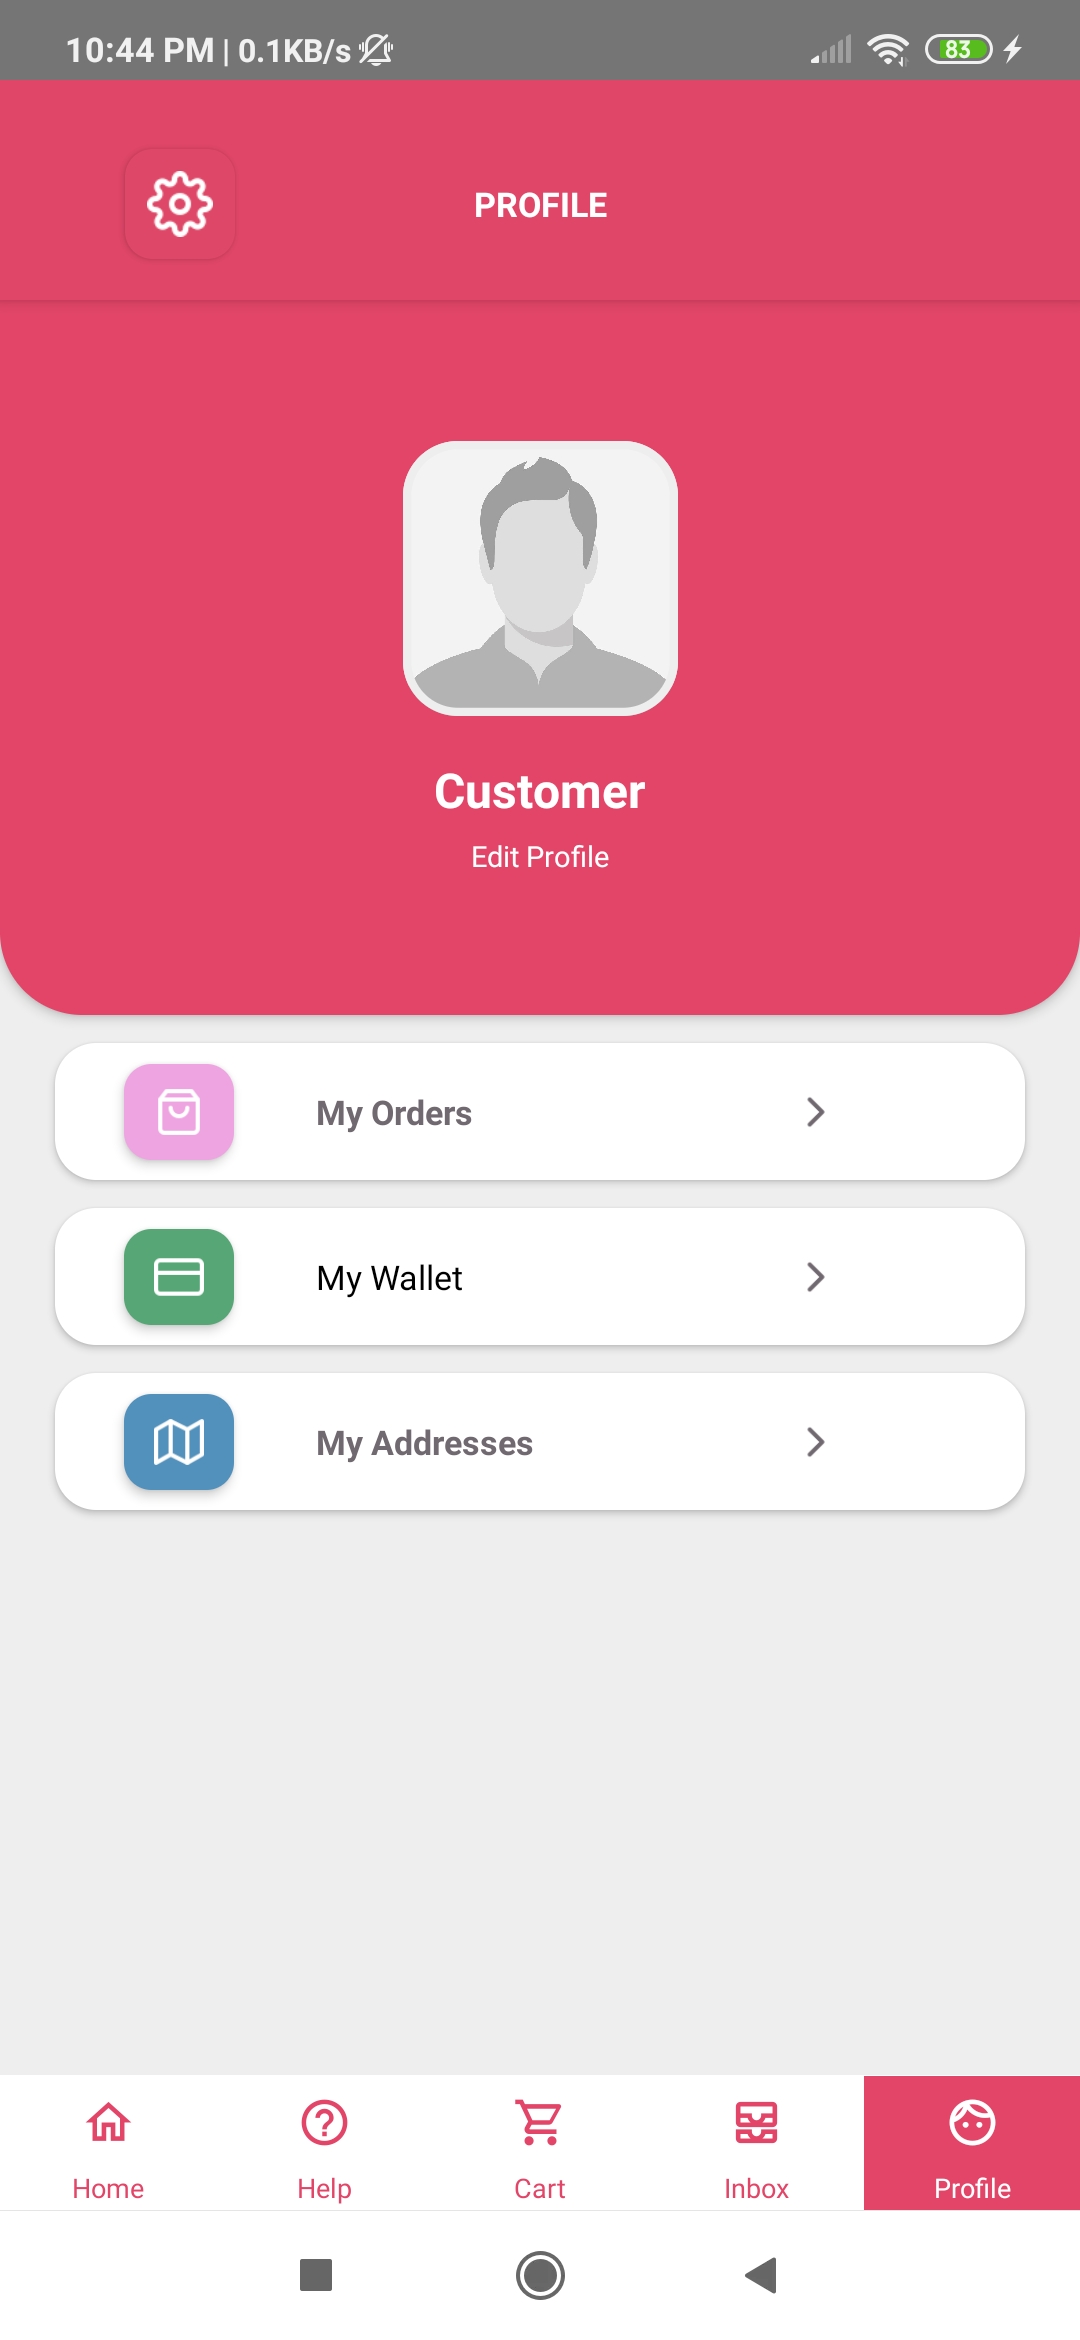 10:44 PM | 0.1KB/s
83
PROFILE
Customer
Edit Profile
My Orders
My Wallet
My Addresses
Home Help Cart Inbox Profile